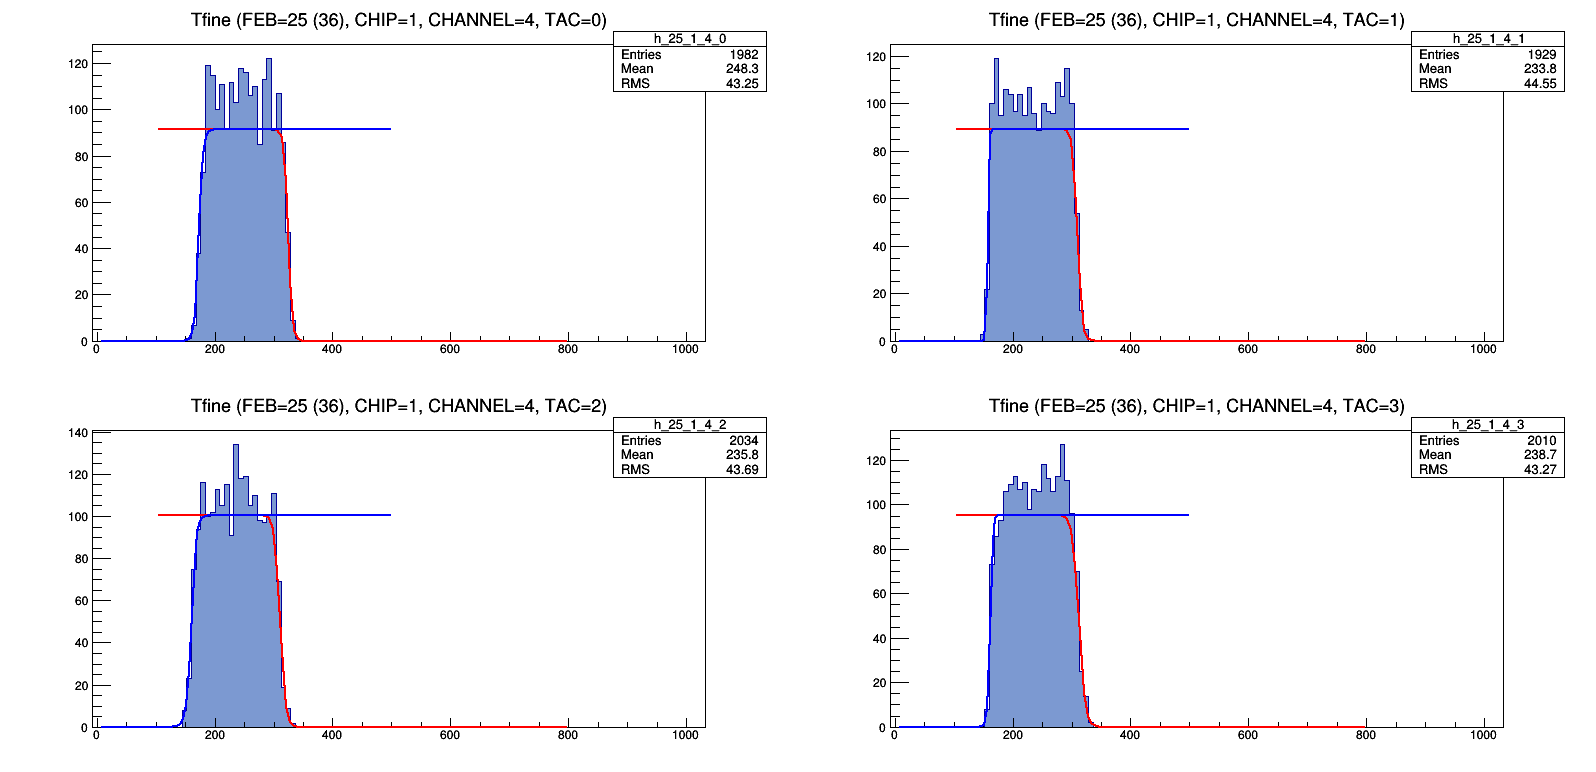 Tfine (FEB=25 (36), CHIP=1, CHANNEL=4, TAC=0)
h_25_1_4_0
Entries 1982
Mean 248.3
RMS 43.25
120
100
80
60
40
20
0
0 200 400 600 800 1000
Tfine (FEB=25 (36), CHIP=1, CHANNEL=4, TAC=1)
h_25_1_4_1
Entries 1929
Mean 233.8
RMS 44.55
120
100
80
60
40
20
0
0 200 400 600 800 1000
Tfine (FEB=25 (36), CHIP=1, CHANNEL=4, TAC=2)
h_25_1_4_2
Entries 2034
Mean 235.8
RMS 43.69
140
120
100
80
60
40
20
0
0 200 400 600 800 1000
Tfine (FEB=25 (36), CHIP=1, CHANNEL=4, TAC=3)
h_25_1_4_3
Entries 2010
Mean 238.7
RMS 43.27
120
100
80
60
40
20
0
0 200 400 600 800 1000